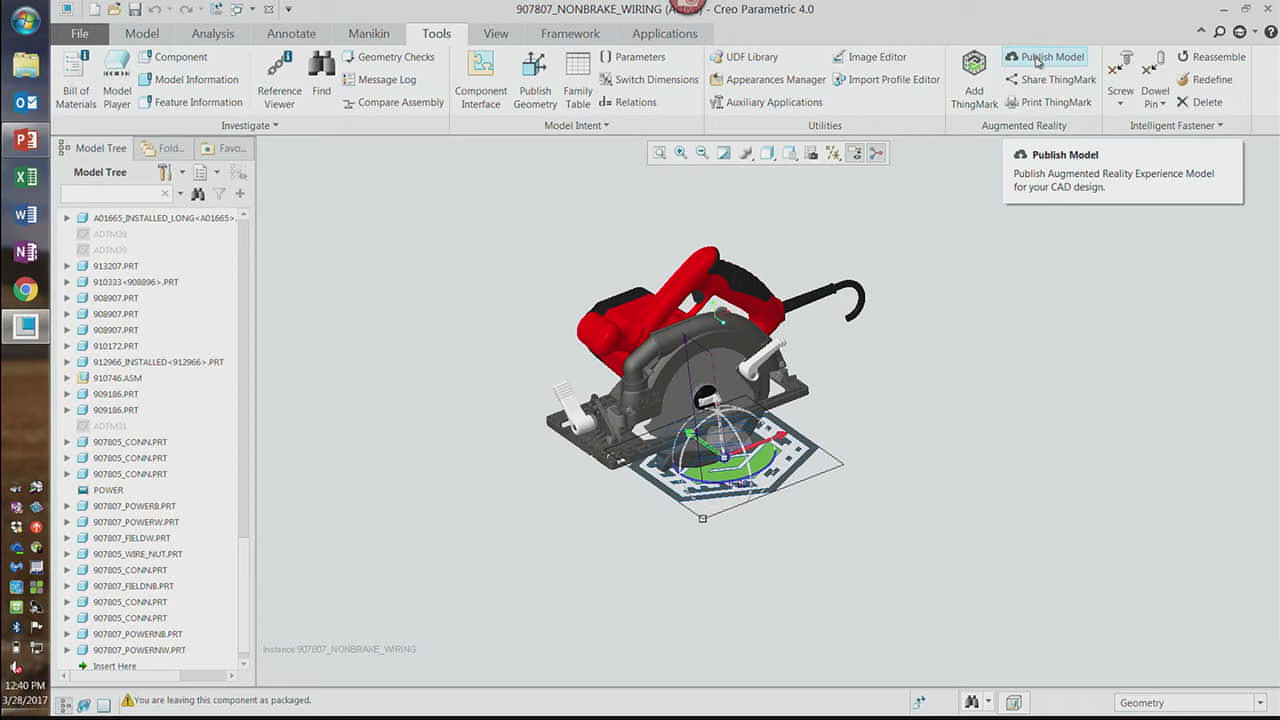 907807_NONBRAKE_WIRING (Active) - Creo Parametric 4.0
File Model Analysis Annotate Manikin Tools View Framework Applications
Bill of Materials
Model Player
Component
Model Information
Feature Information
Reference Viewer
Find
Geometry Checks
Message Log
Compare Assembly
Investigate
Component Interface
Publish Geometry
Family Table
Parameters
Switch Dimensions
Relations
Model Intent
UDF Library
Appearances Manager
Auxiliary Applications
Image Editor
Import Profile Editor
Utilities
Add ThingMark
Publish Model
Share ThingMark
Print ThingMark
Augmented Reality
Screw
Dowel Pin
Reassemble
Redefine
Delete
Intelligent Fastener
Publish Model
Publish Augmented Reality Experience Model
for your CAD design.
Model Tree Fold... Favo...
Model Tree
A01665_INSTALLED_LONG<A01665>.
ADTM28
ADTM29
913207.PRT
910333<908896>.PRT
908907.PRT
908907.PRT
908907.PRT
910172.PRT
912966_INSTALLED<912966>.PRT
910746.ASM
909186.PRT
909186.PRT
ADTM31
907805_CONN.PRT
907805_CONN.PRT
907805_CONN.PRT
POWER
907807_POWERB.PRT
907807_POWERW.PRT
907807_FIELDW.PRT
907805_WIRE_NUT.PRT
907805_CONN.PRT
907807_FIELDNB.PRT
907805_CONN.PRT
907805_CONN.PRT
907807_POWERNB.PRT
907807_POWERNW.PRT
Insert Here
Instance:907807_NONBRAKE_WIRING
You are leaving this component as packaged.
Geometry
12:40 PM
3/28/2017